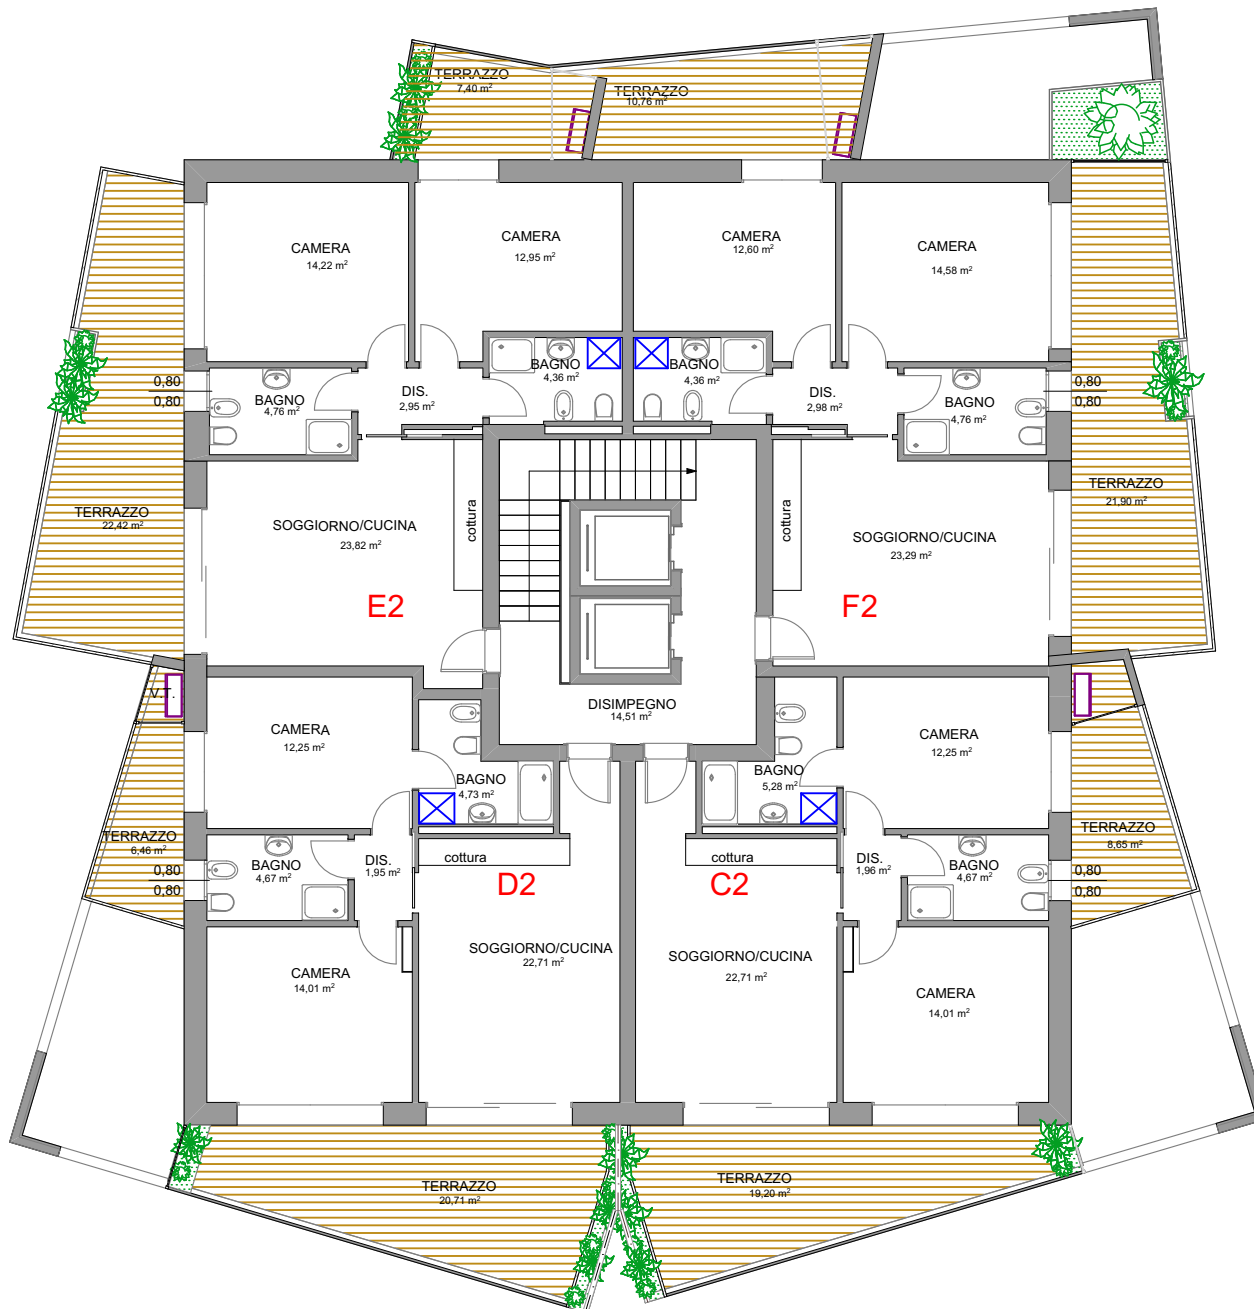 TERRAZZO
7,40 m²
TERRAZZO
10,76 m²
CAMERA
14,22 m²
CAMERA
12,95 m²
CAMERA
12,60 m²
CAMERA
14,58 m²
BAGNO
4,36 m²
BAGNO
4,36 m²
0,80
0,80
BAGNO
4,76 m²
DIS.
2,95 m²
DIS.
2,98 m²
BAGNO
4,76 m²
0,80
0,80
TERRAZZO
22,42 m²
SOGGIORNO/CUCINA
23,82 m²
cottura
E2
cottura
SOGGIORNO/CUCINA
23,29 m²
F2
TERRAZZO
21,90 m²
V.T.
DISIMPEGNO
14,51 m²
CAMERA
12,25 m²
BAGNO
4,73 m²
BAGNO
5,28 m²
CAMERA
12,25 m²
TERRAZZO
6,46 m²
TERRAZZO
8,65 m²
0,80
0,80
BAGNO
4,67 m²
DIS.
1,95 m²
cottura
D2
cottura
C2
DIS.
1,96 m²
BAGNO
4,67 m²
0,80
0,80
SOGGIORNO/CUCINA
22,71 m²
SOGGIORNO/CUCINA
22,71 m²
CAMERA
14,01 m²
CAMERA
14,01 m²
TERRAZZO
20,71 m²
TERRAZZO
19,20 m²